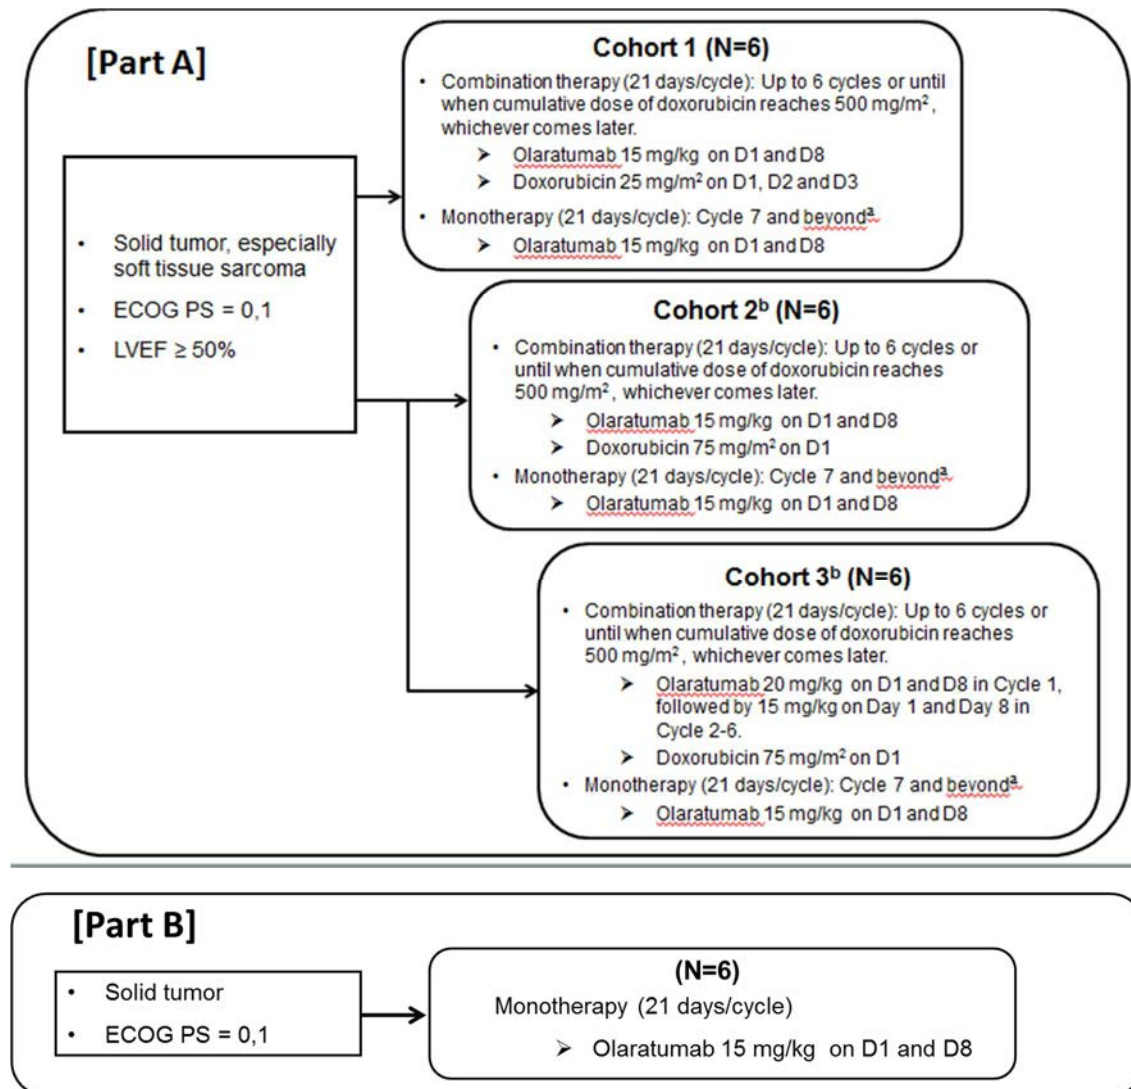 [Part A]
• Solid tumor, especially
soft tissue sarcoma
• ECOG PS = 0,1
• LVEF ≥ 50%
Cohort 1 (N=6)
• Combination therapy (21 days/cycle): Up to 6 cycles or until
when cumulative dose of doxorubicin reaches 500 mg/m²,
whichever comes later.
➢ Olaratumab 15 mg/kg on D1 and D8
➢ Doxorubicin 25 mg/m² on D1, D2 and D3
• Monotherapy (21 days/cycle): Cycle 7 and beyondᵃ
➢ Olaratumab 15 mg/kg on D1 and D8
Cohort 2ᵇ (N=6)
• Combination therapy (21 days/cycle): Up to 6 cycles or
until when cumulative dose of doxorubicin reaches
500 mg/m², whichever comes later.
➢ Olaratumab 15 mg/kg on D1 and D8
➢ Doxorubicin 75 mg/m² on D1
• Monotherapy (21 days/cycle): Cycle 7 and beyondᵃ
➢ Olaratumab 15 mg/kg on D1 and D8
Cohort 3ᵇ (N=6)
• Combination therapy (21 days/cycle): Up to 6 cycles or
until when cumulative dose of doxorubicin reaches
500 mg/m², whichever comes later.
➢ Olaratumab 20 mg/kg on D1 and D8 in Cycle 1,
followed by 15 mg/kg on Day 1 and Day 8 in
Cycle 2-6.
➢ Doxorubicin 75 mg/m² on D1
• Monotherapy (21 days/cycle): Cycle 7 and beyondᵃ
➢ Olaratumab 15 mg/kg on D1 and D8
[Part B]
• Solid tumor
• ECOG PS = 0,1
(N=6)
Monotherapy (21 days/cycle)
➢ Olaratumab 15 mg/kg on D1 and D8